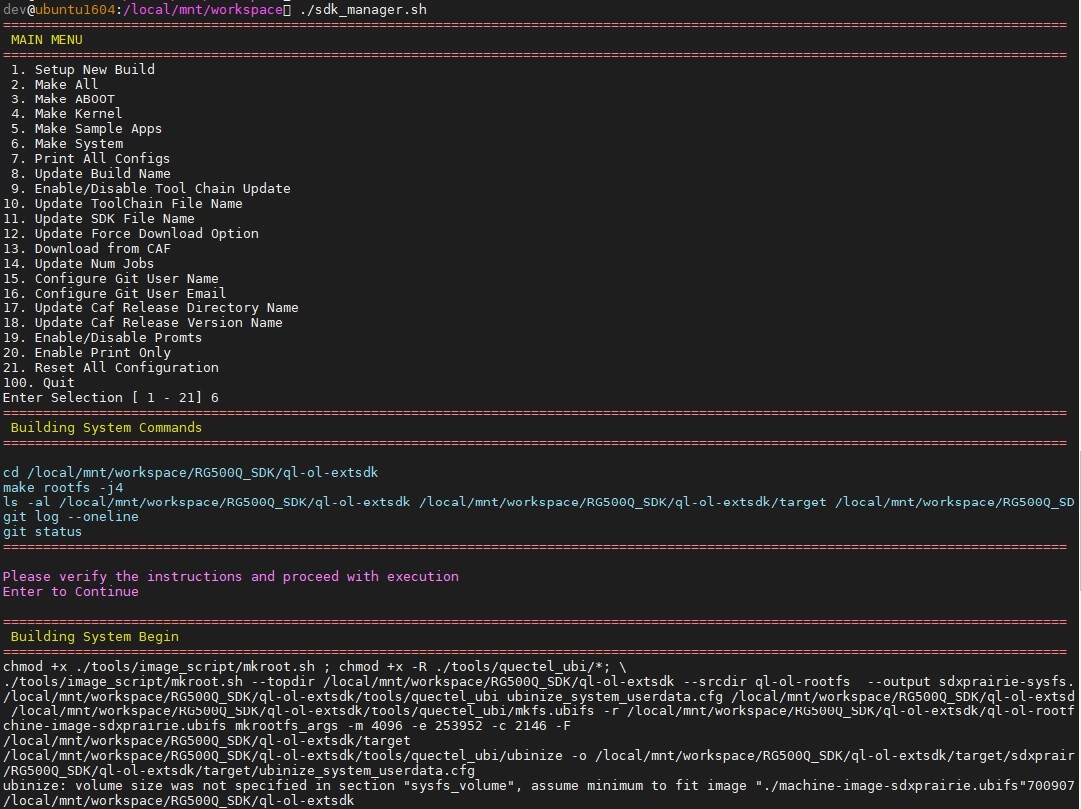 dev@ubuntu1604:/local/mnt/workspace ./sdk_manager.sh
=====================================================================================================================================
MAIN MENU
=====================================================================================================================================
1. Setup New Build
2. Make All
3. Make ABOOT
4. Make Kernel
5. Make Sample Apps
6. Make System
7. Print All Configs
8. Update Build Name
9. Enable/Disable Tool Chain Update
10. Update ToolChain File Name
11. Update SDK File Name
12. Update Force Download Option
13. Download from CAF
14. Update Num Jobs
15. Configure Git User Name
16. Configure Git User Email
17. Update Caf Release Directory Name
18. Update Caf Release Version Name
19. Enable/Disable Promts
20. Enable Print Only
21. Reset All Configuration
100. Quit
Enter Selection [ 1 - 21] 6
=====================================================================================================================================
Building System Commands
=====================================================================================================================================
cd /local/mnt/workspace/RG500Q_SDK/ql-ol-extsdk
make rootfs -j4
ls -al /local/mnt/workspace/RG500Q_SDK/ql-ol-extsdk /local/mnt/workspace/RG500Q_SDK/ql-ol-extsdk/target /local/mnt/workspace/RG500Q_SD
git log --oneline
git status
=====================================================================================================================================
Please verify the instructions and proceed with execution
Enter to Continue
=====================================================================================================================================
Building System Begin
=====================================================================================================================================
chmod +x ./tools/image_script/mkroot.sh ; chmod +x -R ./tools/quectel_ubi/*; \
./tools/image_script/mkroot.sh --topdir /local/mnt/workspace/RG500Q_SDK/ql-ol-extsdk --srcdir ql-ol-rootfs  --output sdxprairie-sysfs.
/local/mnt/workspace/RG500Q_SDK/ql-ol-extsdk/tools/quectel_ubi ubinize_system_userdata.cfg /local/mnt/workspace/RG500Q_SDK/ql-ol-extsd
/local/mnt/workspace/RG500Q_SDK/ql-ol-extsdk/tools/quectel_ubi/mkfs.ubifs -r /local/mnt/workspace/RG500Q_SDK/ql-ol-extsdk/ql-ol-rootf
chine-image-sdxprairie.ubifs mkrootfs_args -m 4096 -e 253952 -c 2146 -F
/local/mnt/workspace/RG500Q_SDK/ql-ol-extsdk/target
/local/mnt/workspace/RG500Q_SDK/ql-ol-extsdk/tools/quectel_ubi/ubinize -o /local/mnt/workspace/RG500Q_SDK/ql-ol-extsdk/target/sdxprair
/RG500Q_SDK/ql-ol-extsdk/target/ubinize_system_userdata.cfg
ubinize: volume size was not specified in section "sysfs_volume", assume minimum to fit image "./machine-image-sdxprairie.ubifs"700907
/local/mnt/workspace/RG500Q_SDK/ql-ol-extsdk